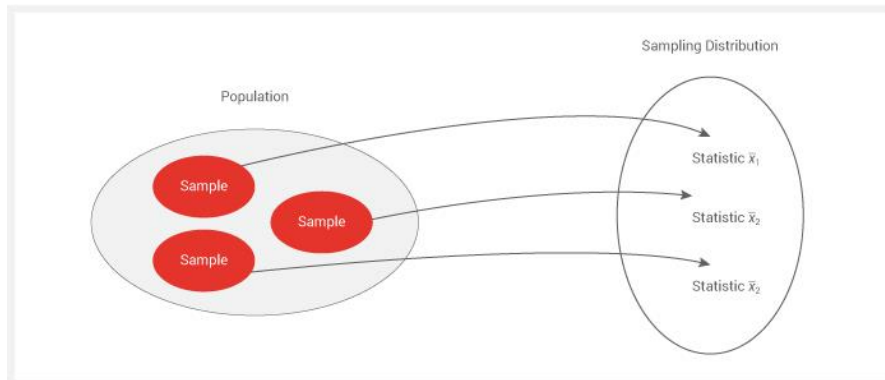 Sampling Distribution
Population
Sample
Sample
Sample
Statistic x̄₁
Statistic x̄₂
Statistic x̄₂